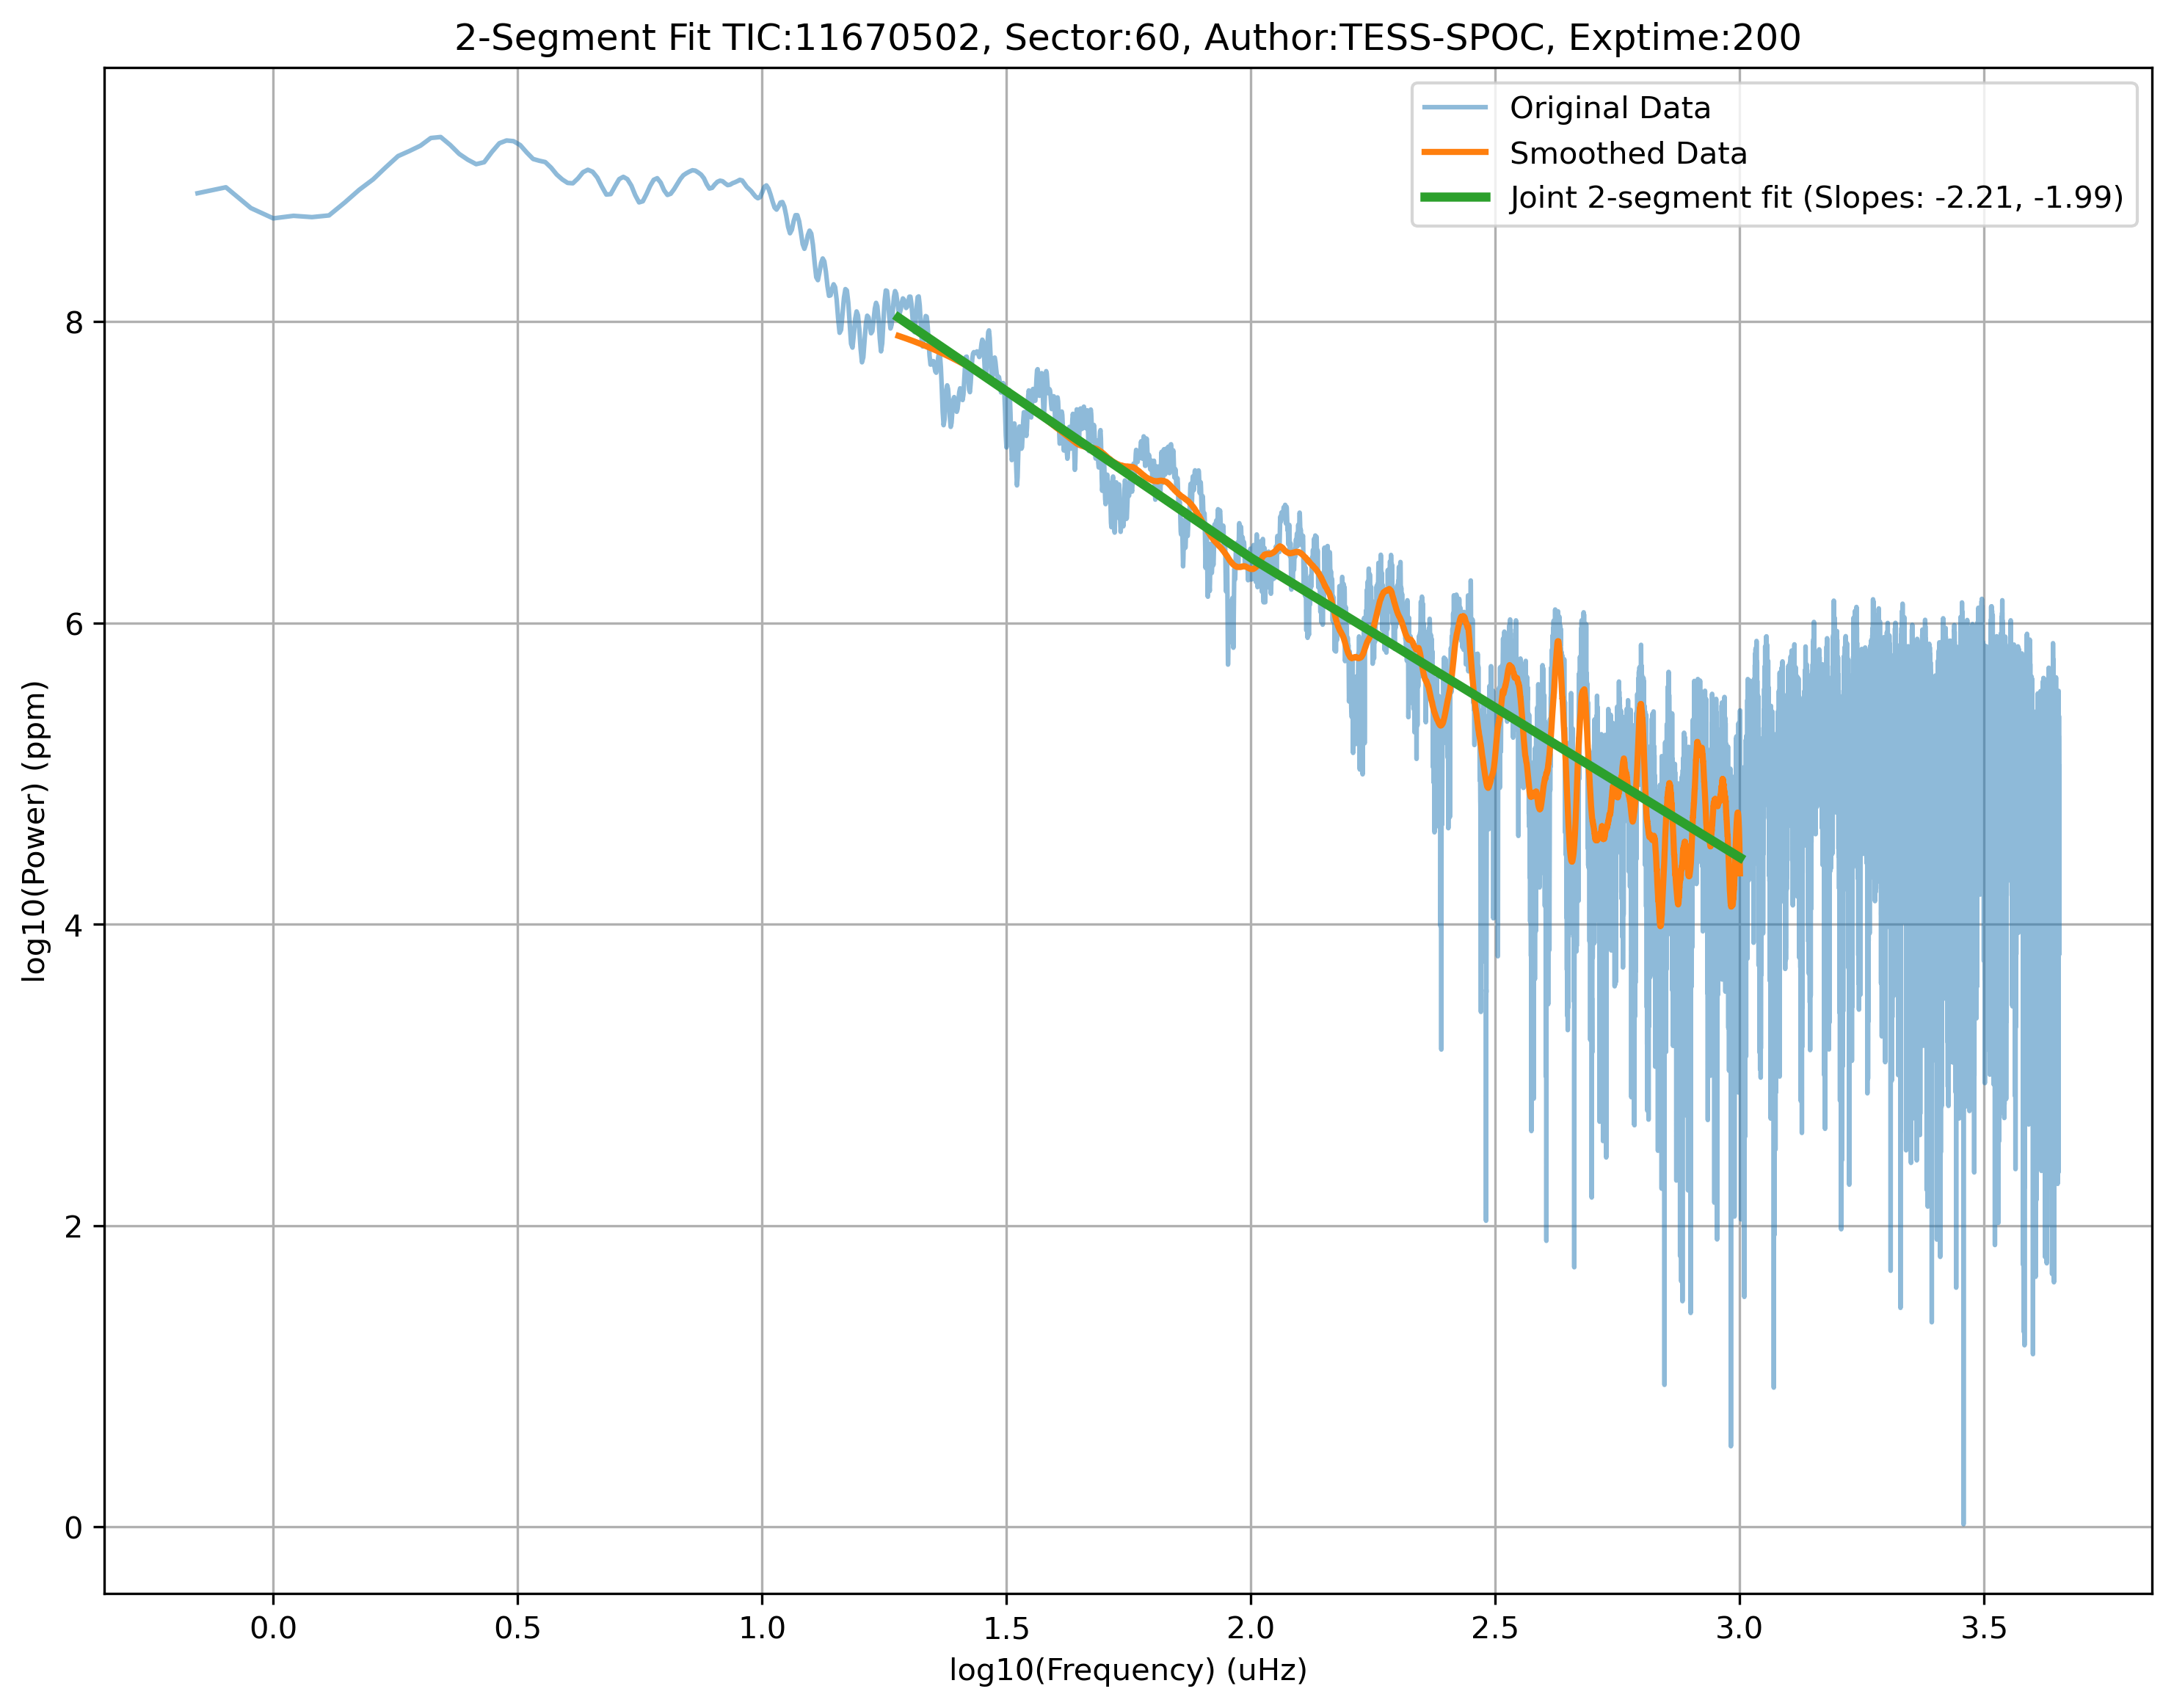 2-Segment Fit TIC:11670502, Sector:60, Author:TESS-SPOC, Exptime:200
Original Data
Smoothed Data
Joint 2-segment fit (Slopes: -2.21, -1.99)
log10(Power) (ppm)
8
6
4
2
0
0.0 0.5 1.0 1.5 2.0 2.5 3.0 3.5
log10(Frequency) (uHz)